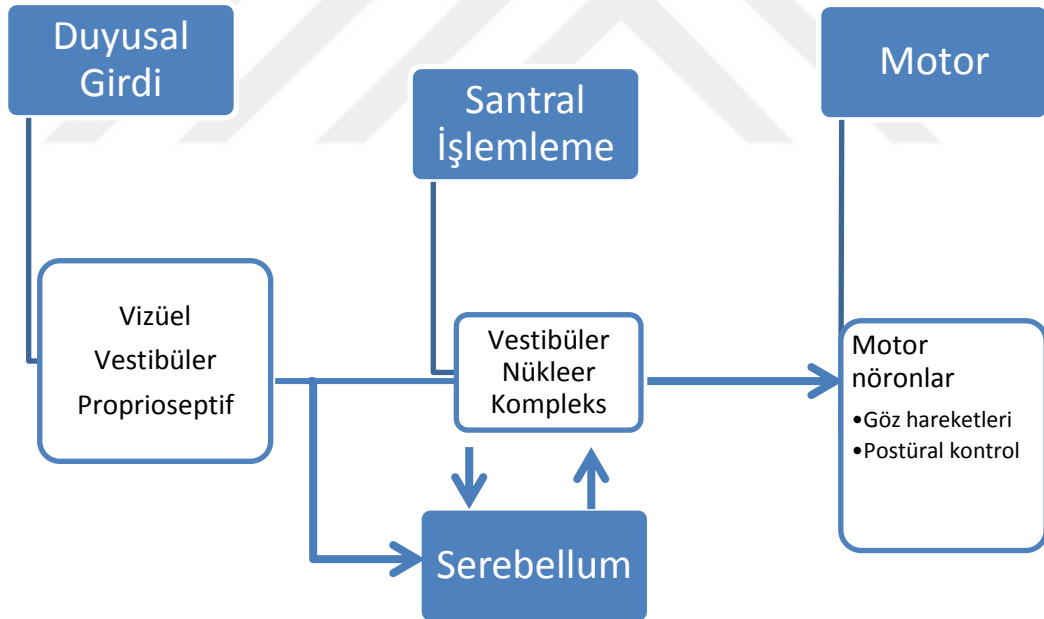 Duyusal
Girdi
Santral
İşlemleme
Motor
Vizüel
Vestibüler
Proprioseptif
Vestibüler
Nükleer
Kompleks
Motor
nöronlar
•Göz hareketleri
•Postüral kontrol
Serebellum